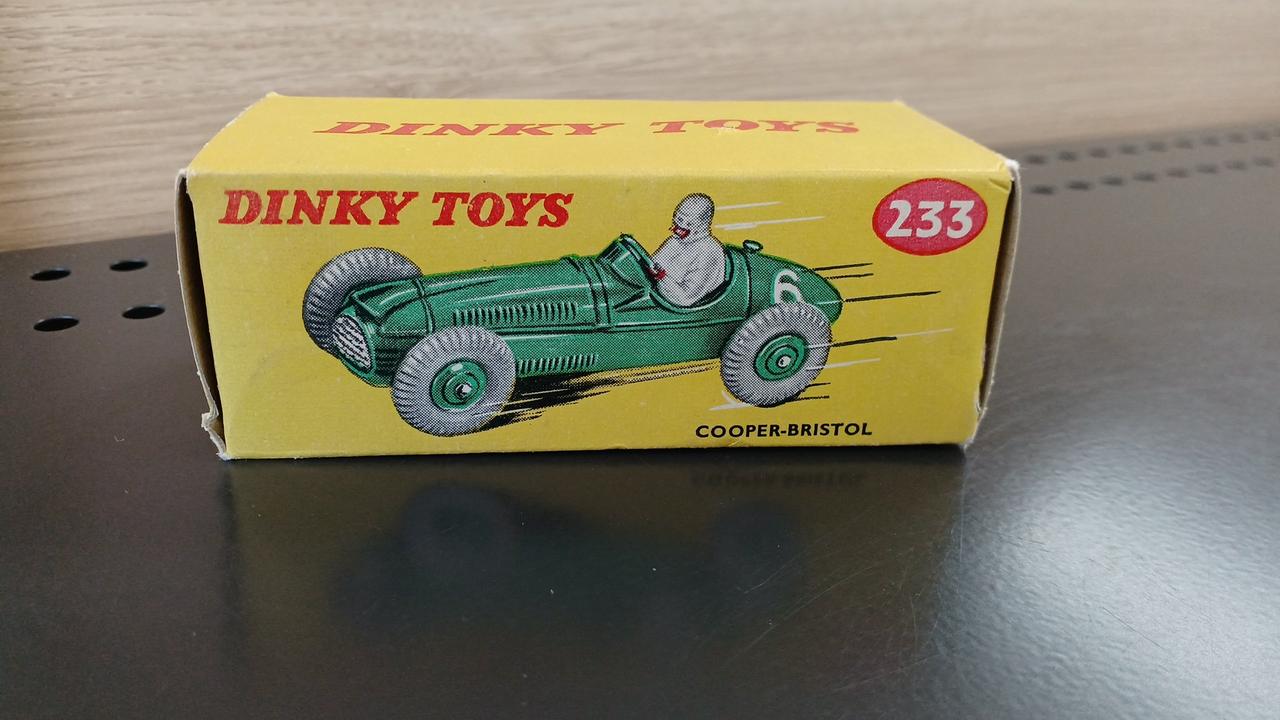 DINKY TOYS
DINKY TOYS
233
6
COOPER-BRISTOL